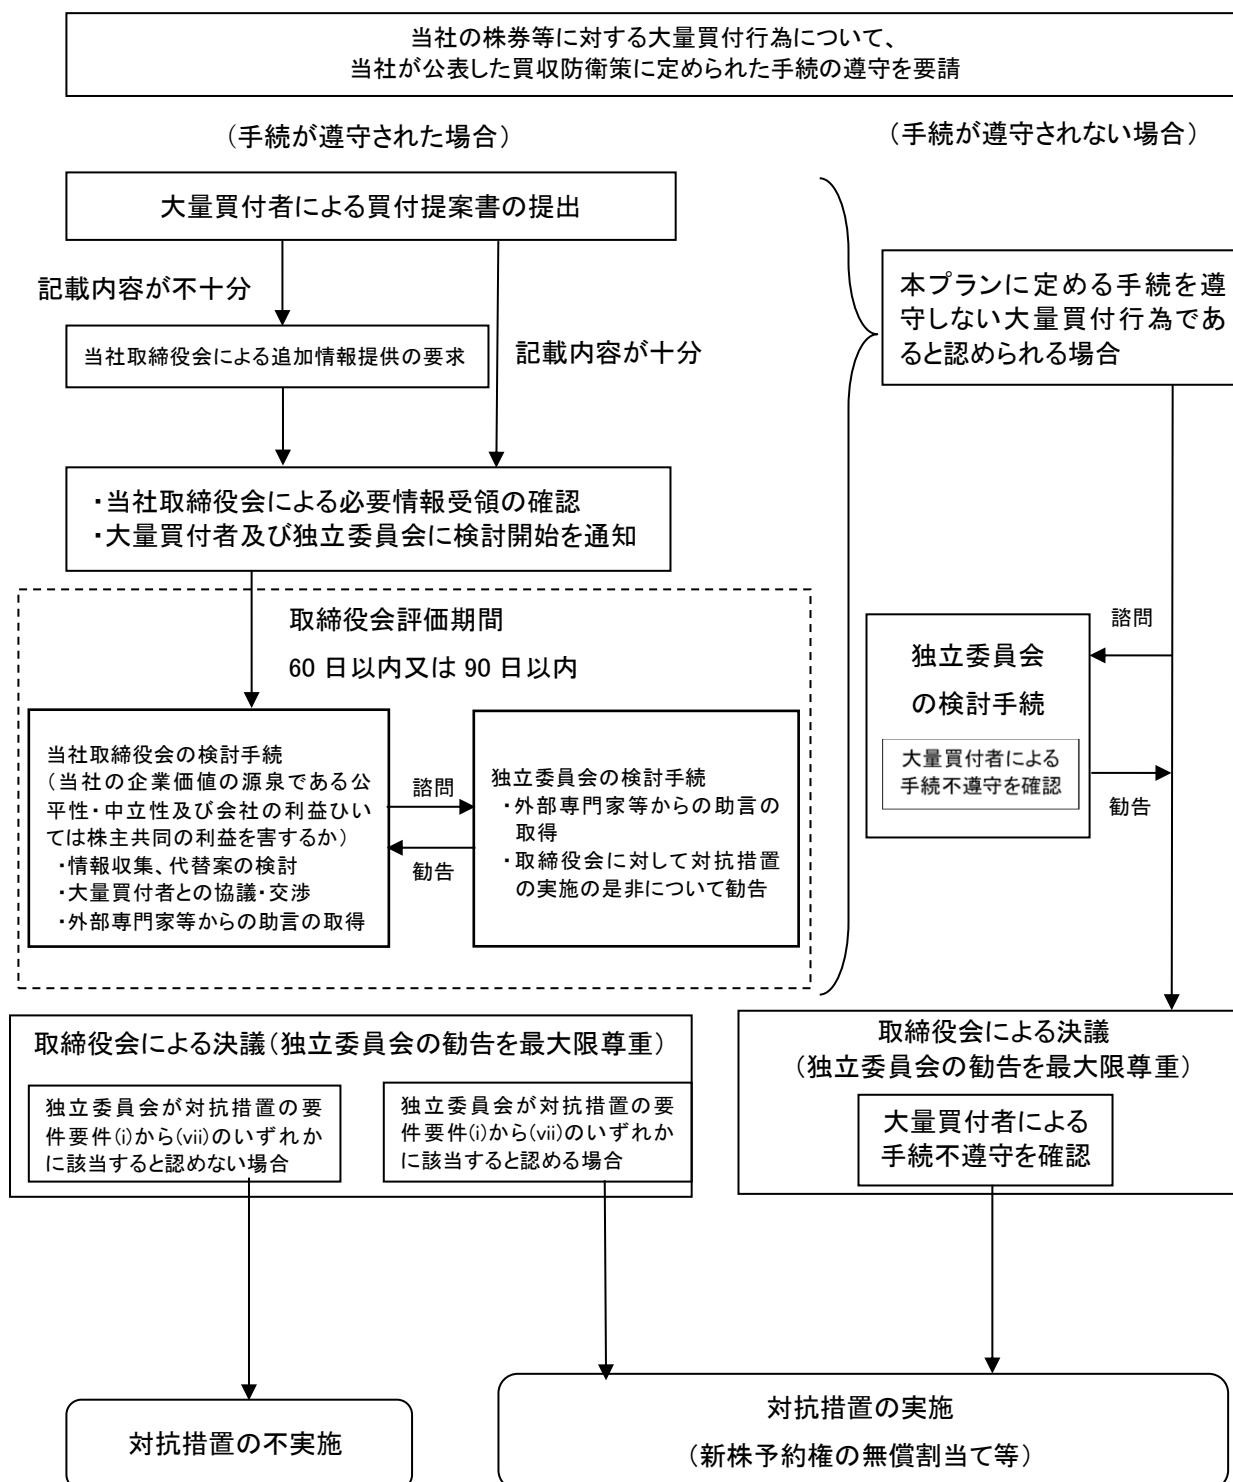 当社の株券等に対する大量買付行為について、
当社が公表した買収防衛策に定められた手続の遵守を要請
（手続が遵守された場合）
（手続が遵守されない場合）
大量買付者による買付提案書の提出
記載内容が不十分
当社取締役会による追加情報提供の要求
記載内容が十分
・当社取締役会による必要情報受領の確認
・大量買付者及び独立委員会に検討開始を通知
取締役会評価期間
60 日以内又は 90 日以内
当社取締役会の検討手続
（当社の企業価値の源泉である公
平性・中立性及び会社の利益ひい
ては株主共同の利益を害するか）
・情報収集、代替案の検討
・大量買付者との協議・交渉
・外部専門家等からの助言の取得
諮問
勧告
独立委員会の検討手続
・外部専門家等からの助言の
取得
・取締役会に対して対抗措置
の実施の是非について勧告
本プランに定める手続を遵
守しない大量買付行為であ
ると認められる場合
諮問
独立委員会
の検討手続
大量買付者による
手続不遵守を確認
勧告
取締役会による決議（独立委員会の勧告を最大限尊重）
独立委員会が対抗措置の要
件要件(i)から(vii)のいずれか
に該当すると認めない場合
独立委員会が対抗措置の要
件要件(i)から(vii)のいずれか
に該当すると認める場合
取締役会による決議
（独立委員会の勧告を最大限尊重）
大量買付者による
手続不遵守を確認
対抗措置の不実施
対抗措置の実施
（新株予約権の無償割当て等）